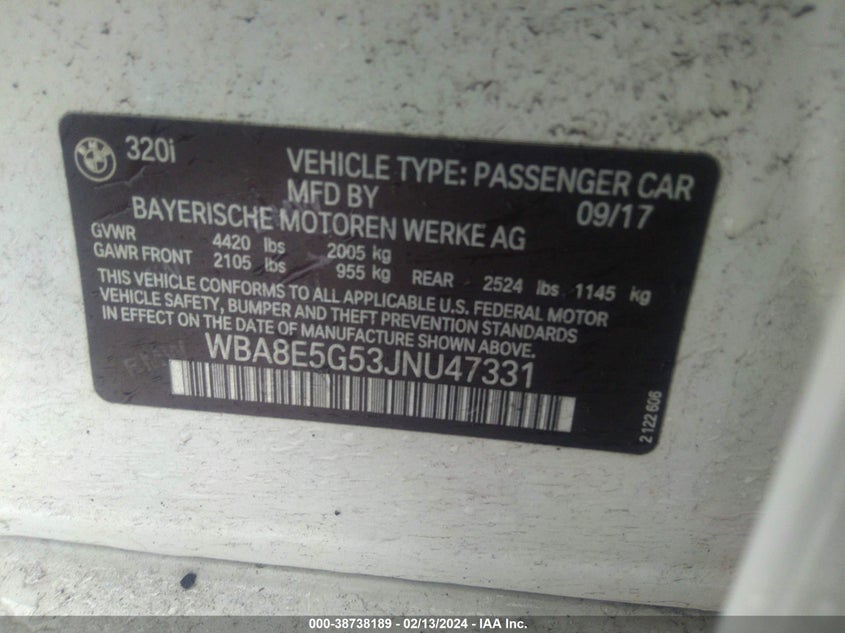 320i
VEHICLE TYPE: PASSENGER CAR
MFD BY 09/17
BAYERISCHE MOTOREN WERKE AG
GVWR 4420 lbs 2005 kg
GAWR FRONT 2105 lbs 955 kg REAR 2524 lbs 1145 kg
THIS VEHICLE CONFORMS TO ALL APPLICABLE U.S. FEDERAL MOTOR
VEHICLE SAFETY, BUMPER AND THEFT PREVENTION STANDARDS
IN EFFECT ON THE DATE OF MANUFACTURE SHOWN ABOVE.
WBA8E5G53JNU47331
2 122 606
000-38738189 - 02/13/2024 - IAAI.com